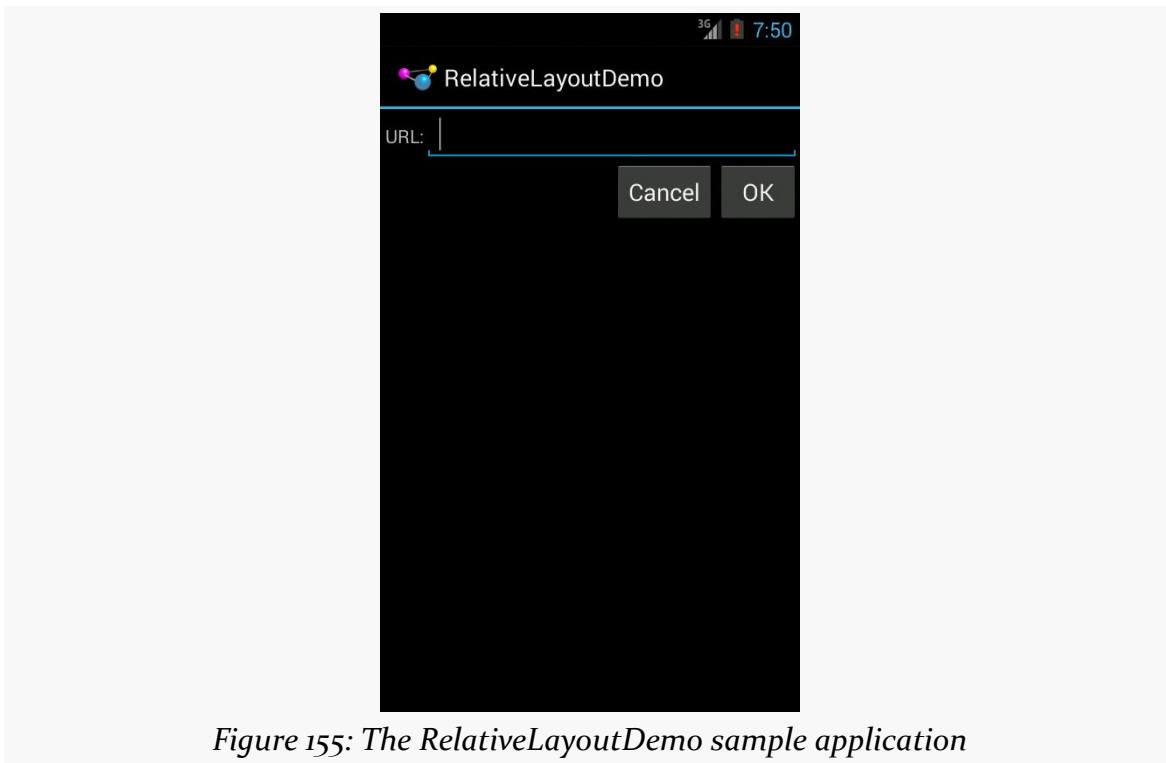 3G 7:50
RelativeLayoutDemo
URL:
Cancel OK
Figure 155: The RelativeLayoutDemo sample application